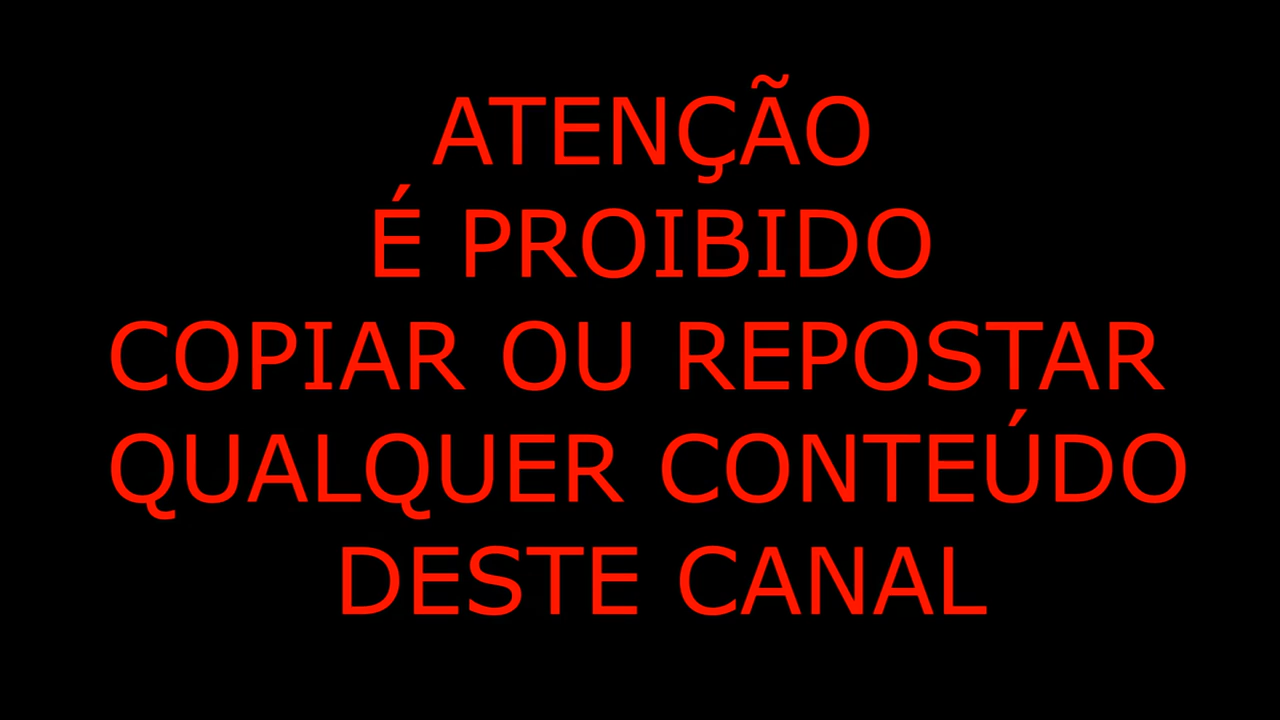 ATENÇÃO
É PROIBIDO
COPIAR OU REPOSTAR
QUALQUER CONTEÚDO
DESTE CANAL